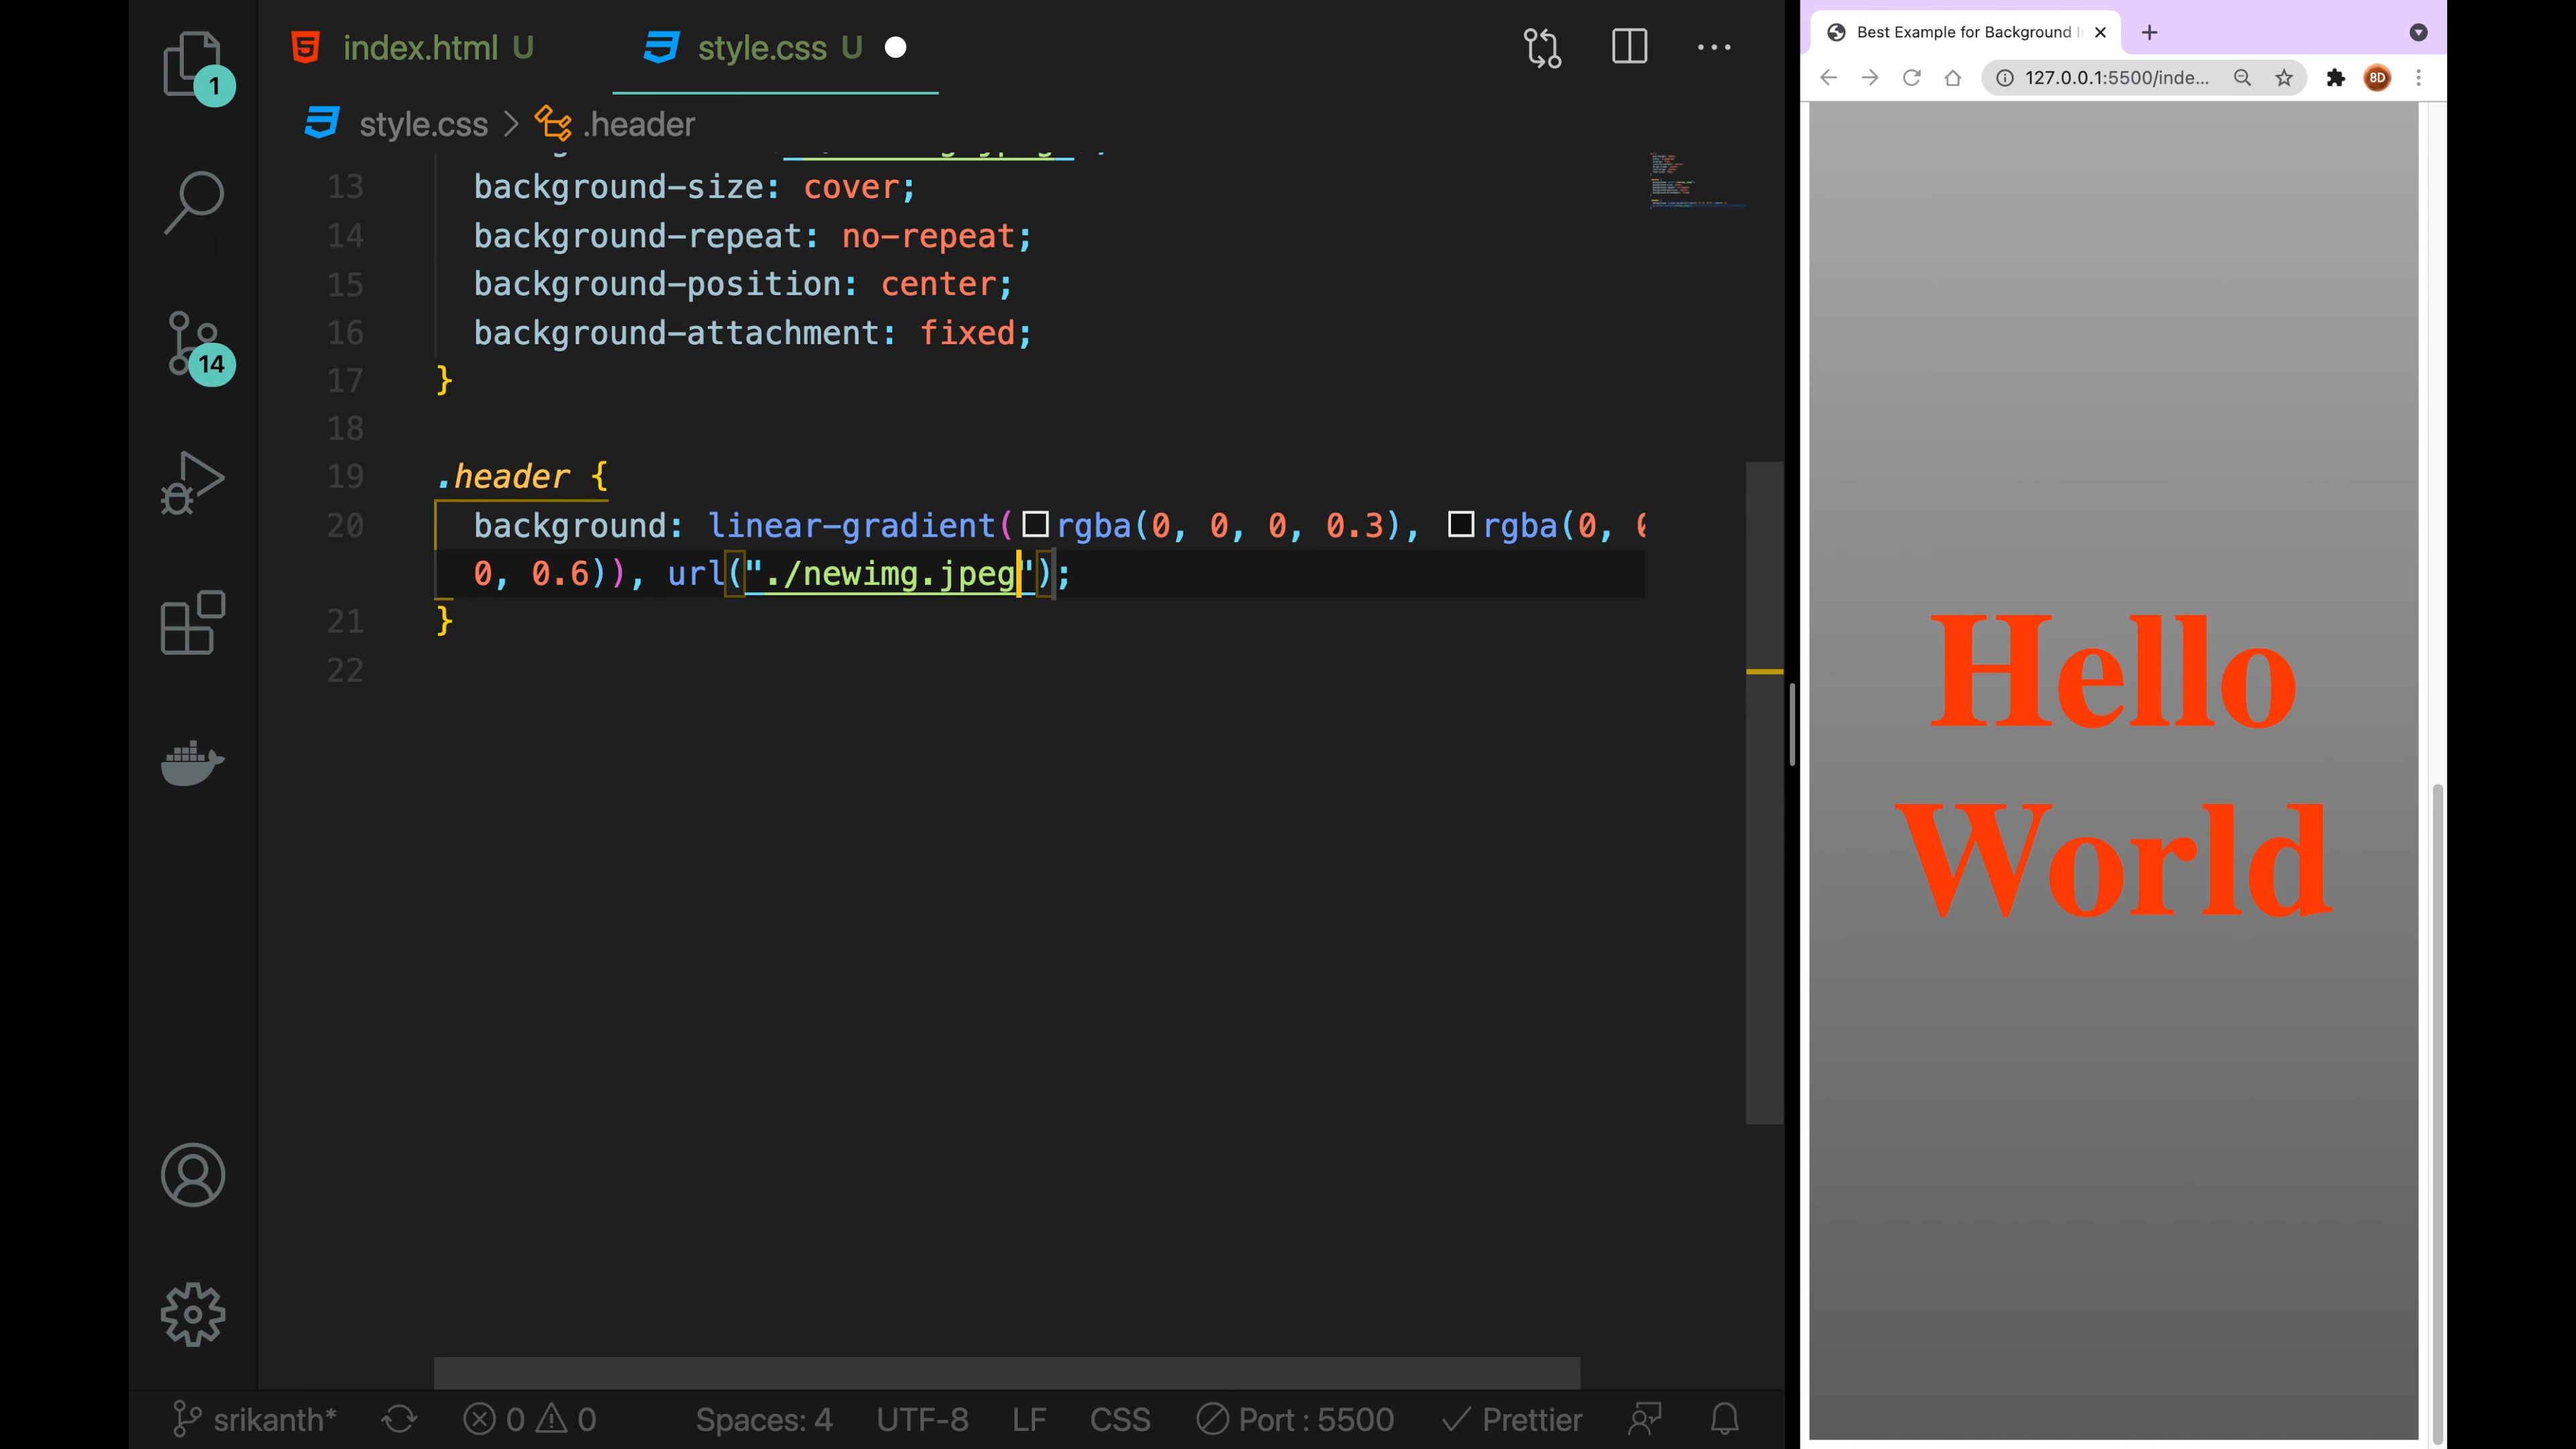 index.html U
style.css U
Best Example for Background
127.0.0.1:5500/inde...
8D
1
style.css > .header
13 background-size: cover;
14 background-repeat: no-repeat;
15 background-position: center;
16 background-attachment: fixed;
17 }
18
19 .header {
20 background: linear-gradient(rgba(0, 0, 0, 0.3), rgba(0,
0, 0.6)), url("./newimg.jpeg");
21 }
22
14
Hello
World
srikanth*
0 0
Spaces: 4
UTF-8
LF
CSS
Port : 5500
Prettier